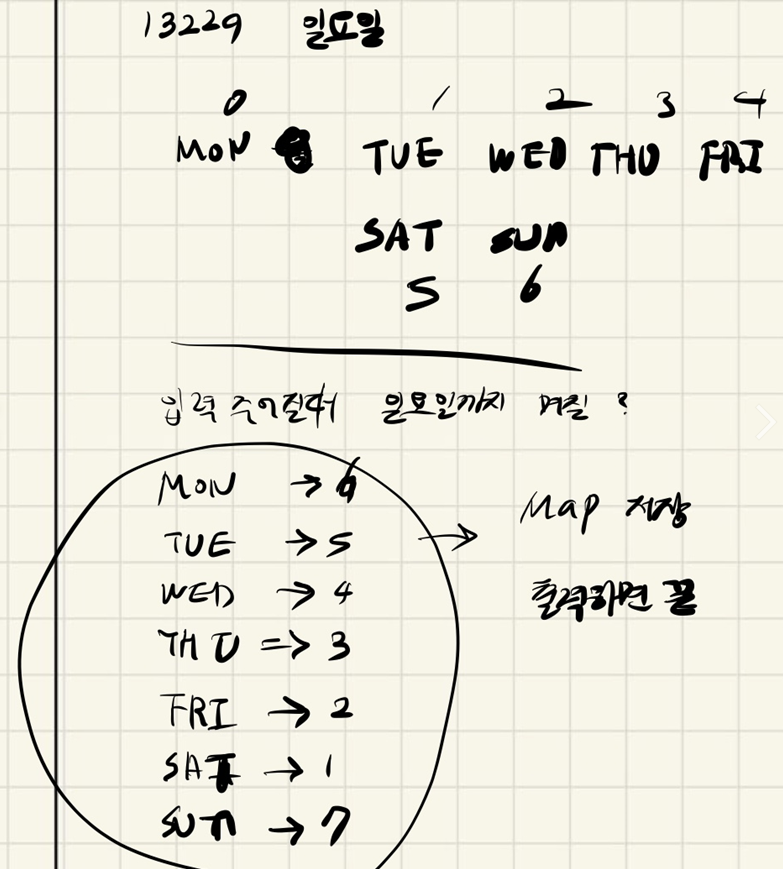 13229 일요일
0 1 2 3 4
MON TUE WED THU FRI
SAT SUN
5 6
입력 주어질때 일요일까지 며칠 ?
MON → 6
TUE → 5
WED → 4
THU => 3
FRI → 2
SAT → 1
SUN → 7
→ Map 저장
출력하면 끝